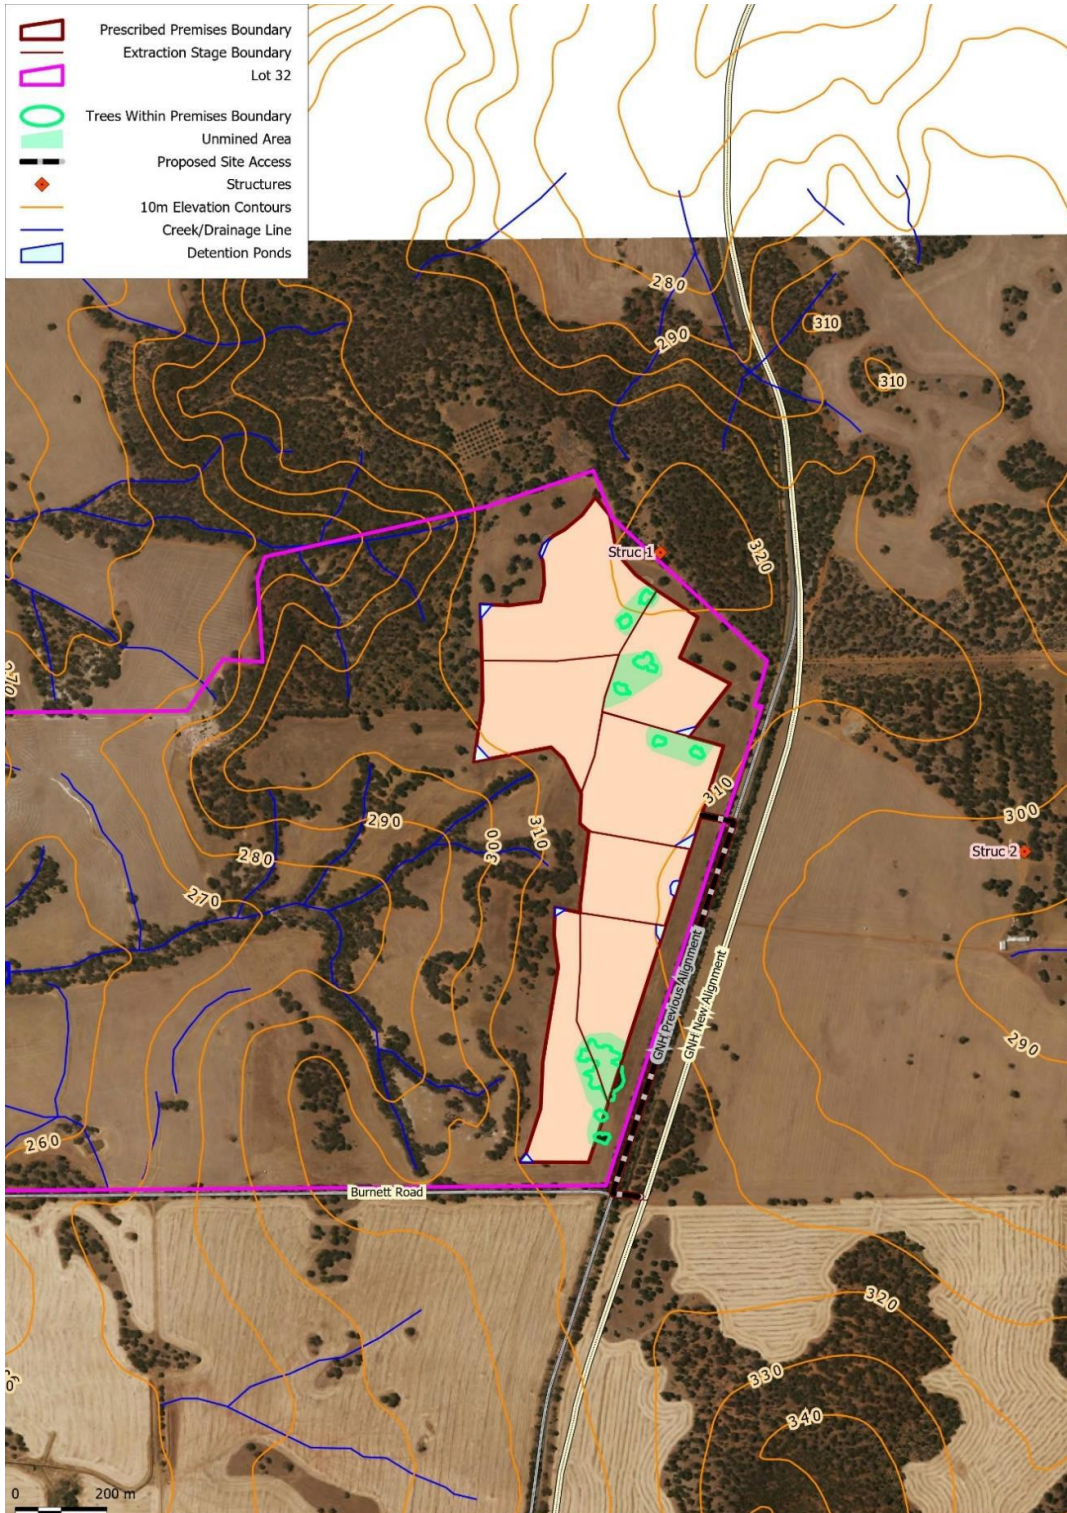 Prescribed Premises Boundary
Extraction Stage Boundary
Lot 32
Trees Within Premises Boundary
Unmined Area
Proposed Site Access
Structures
10m Elevation Contours
Creek/Drainage Line
Detention Ponds
280
290
310
310
320
Struc 1
270
310
300
290
280
270
300
310
Struc 2
GNH Previous Alignment
GNH New Alignment
290
260
Burnett Road
320
330
340
0 200 m